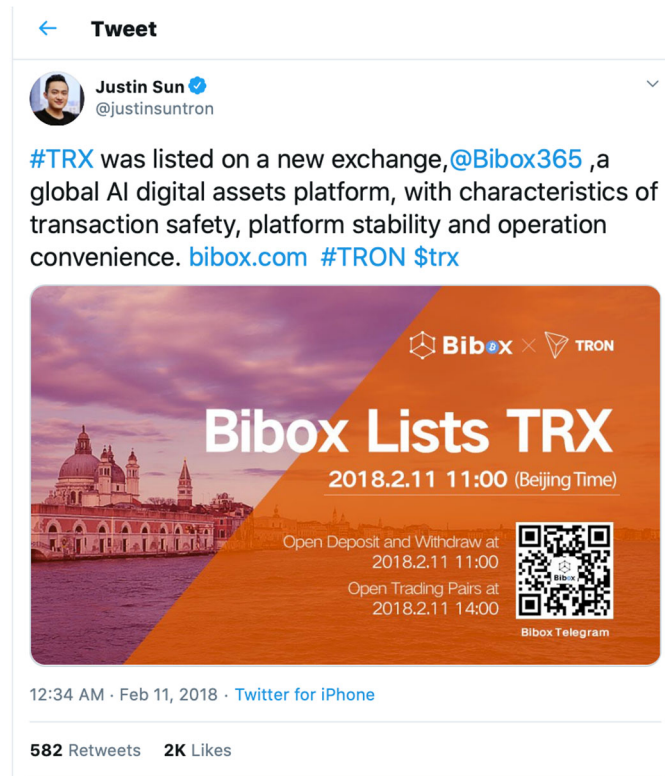 Tweet
Justin Sun
@justinsuntron
#TRX was listed on a new exchange,@Bibox365 ,a
global AI digital assets platform, with characteristics of
transaction safety, platform stability and operation
convenience. bibox.com #TRON $trx
Bibox × TRON
Bibox Lists TRX
2018.2.11 11:00 (Beijing Time)
Open Deposit and Withdraw at
2018.2.11 11:00
Open Trading Pairs at
2018.2.11 14:00
Bibox
Bibox Telegram
12:34 AM · Feb 11, 2018 · Twitter for iPhone
582 Retweets 2K Likes